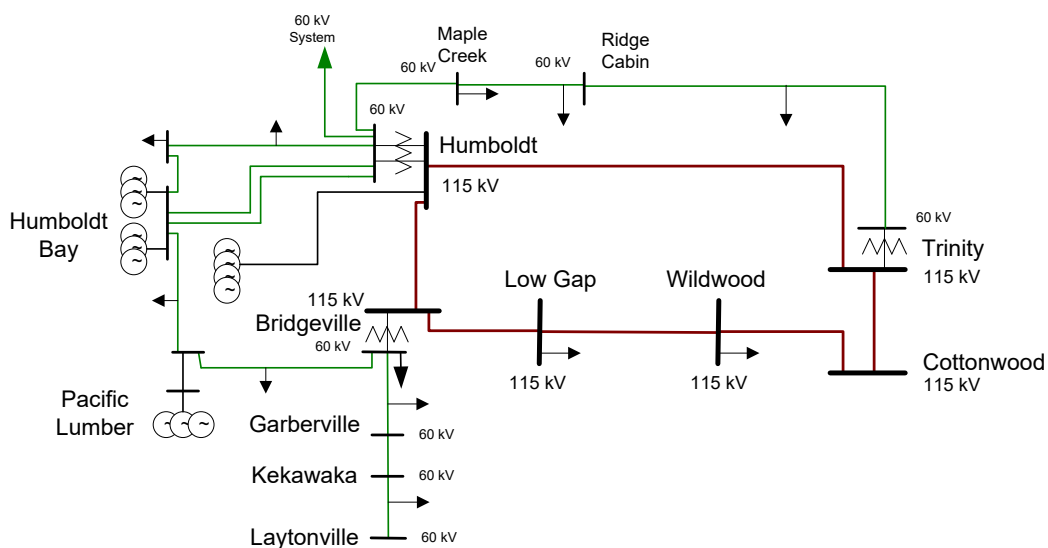 60 kV
System
Maple
Creek
Ridge
Cabin
60 kV
60 kV
60 kV
Humboldt
115 kV
Humboldt
Bay
60 kV
Trinity
115 kV
Low Gap
Wildwood
115 kV
Bridgeville
60 kV
115 kV
115 kV
Cottonwood
115 kV
Pacific
Lumber
Garberville
60 kV
Kekawaka
60 kV
Laytonville
60 kV
~
~
~
~
~
~
~
~
~
~
~
~
~